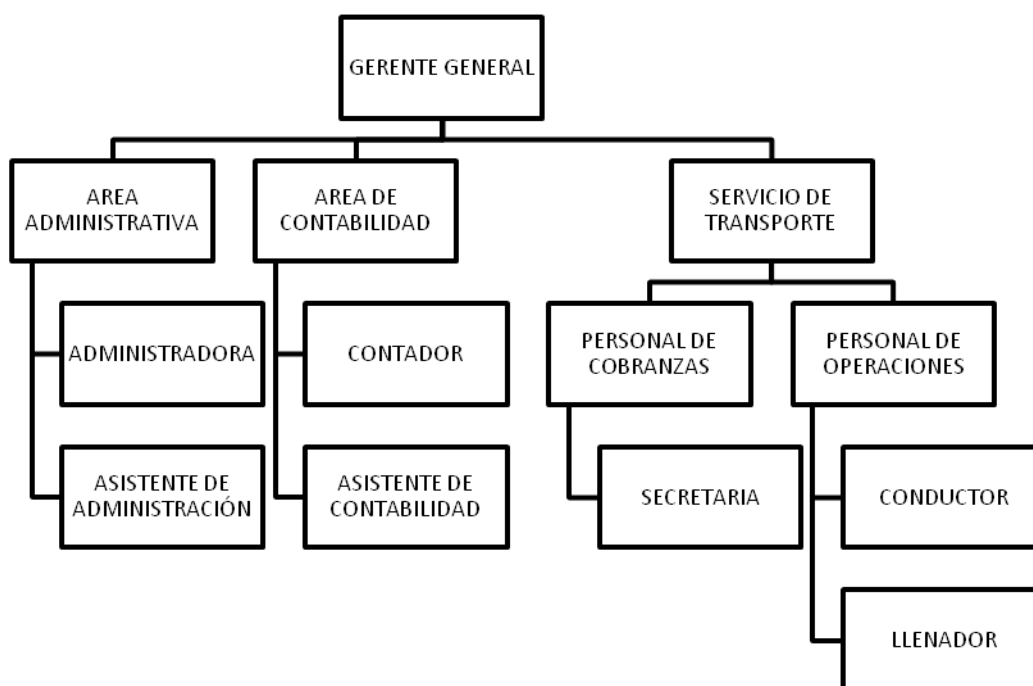 GERENTE GENERAL
AREA
ADMINISTRATIVA
AREA DE
CONTABILIDAD
SERVICIO DE
TRANSPORTE
ADMINISTRADORA
CONTADOR
PERSONAL DE
COBRANZAS
PERSONAL DE
OPERACIONES
ASISTENTE DE
ADMINISTRACIÓN
ASISTENTE DE
CONTABILIDAD
SECRETARIA
CONDUCTOR
LLENADOR